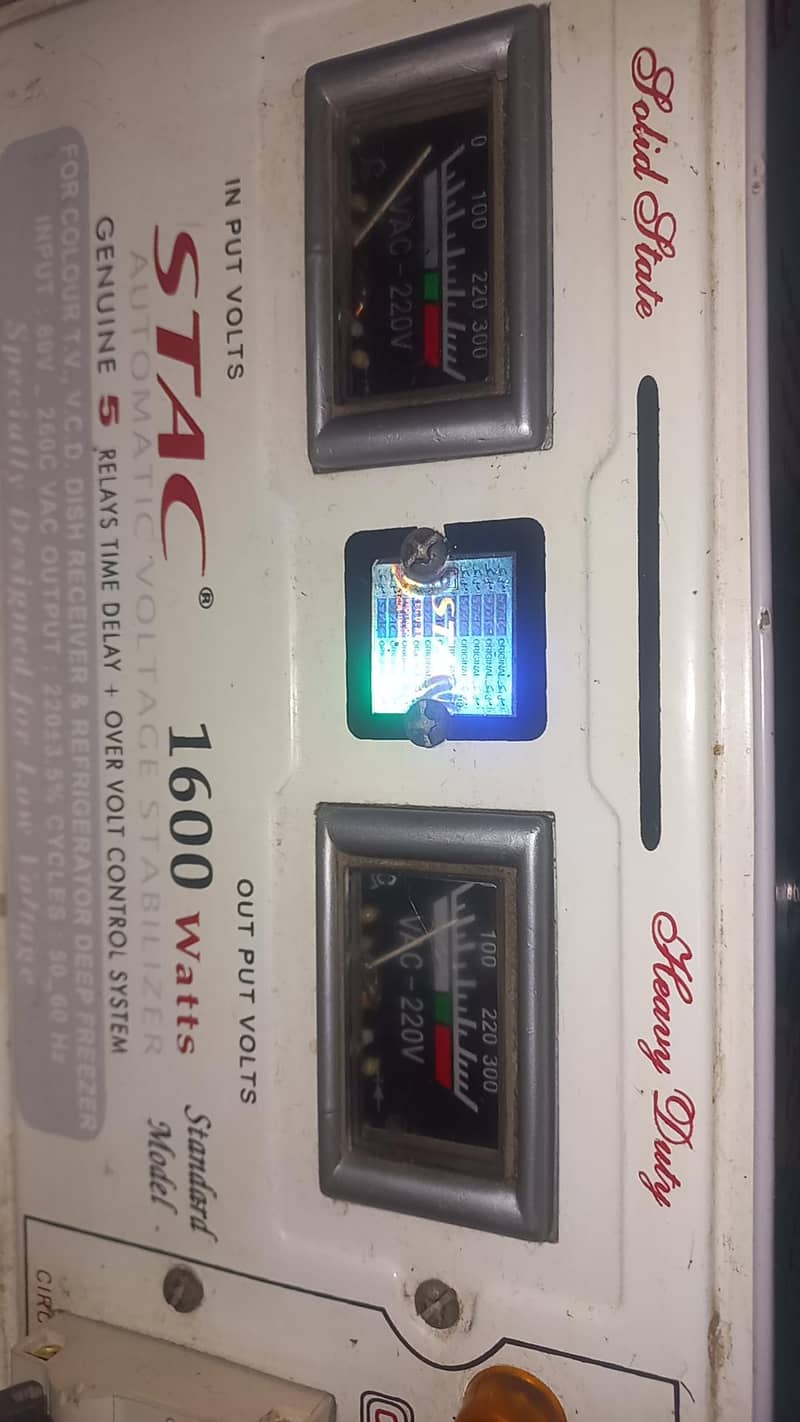 Solid State Heavy Duty
0 100 220 300
VAC - 220V
100 220 300
VAC - 220V
IN PUT VOLTS
OUT PUT VOLTS
STAC® 1600 Watts
Standard
Model
AUTOMATIC VOLTAGE STABILIZER
GENUINE 5 RELAYS TIME DELAY + OVER VOLT CONTROL SYSTEM
FOR COLOUR T.V., V.C.D. DISH RECEIVER & REFRIGERATOR DEEP FREEZER
Specially Designed for Low Voltage
CIRC